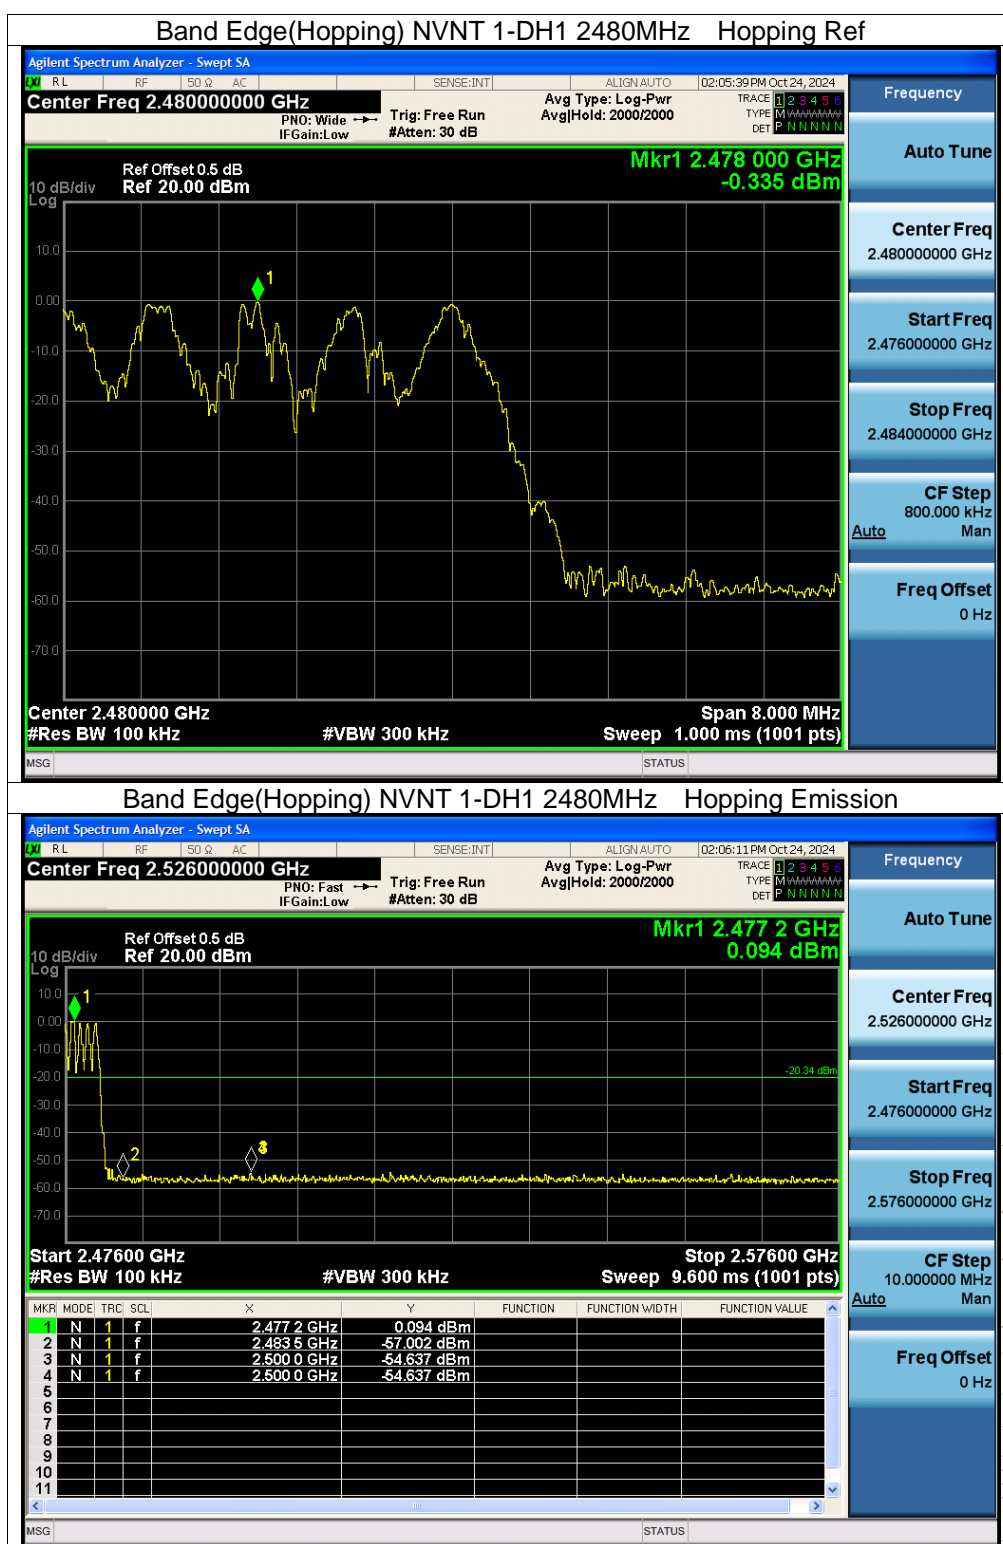 Band Edge(Hopping) NVNT 1-DH1 2480MHz Hopping Ref
Agilent Spectrum Analyzer - Swept SA
LXI RL RF 50 Ω AC SENSE:INT ALIGN AUTO 02:05:39 PM Oct 24, 2024
Center Freq 2.480000000 GHz
PNO: Wide
IFGain:Low
Trig: Free Run
#Atten: 30 dB
Avg Type: Log-Pwr
Avg|Hold: 2000/2000
TRACE 1 2 3 4 5 6
TYPE M W W W W W
DET P N N N N N
Frequency
Auto Tune
Center Freq
2.480000000 GHz
Start Freq
2.476000000 GHz
Stop Freq
2.484000000 GHz
CF Step
800.000 kHz
Auto Man
Freq Offset
0 Hz
Mkr1 2.478 000 GHz
-0.335 dBm
Ref Offset 0.5 dB
10 dB/div Ref 20.00 dBm
Log
10.0
0.00
-10.0
-20.0
-30.0
-40.0
-50.0
-60.0
-70.0
1
Center 2.480000 GHz Span 8.000 MHz
#Res BW 100 kHz #VBW 300 kHz Sweep 1.000 ms (1001 pts)
MSG STATUS
Band Edge(Hopping) NVNT 1-DH1 2480MHz Hopping Emission
Agilent Spectrum Analyzer - Swept SA
LXI RL RF 50 Ω AC SENSE:INT ALIGN AUTO 02:06:11 PM Oct 24, 2024
Center Freq 2.526000000 GHz
PNO: Fast
IFGain:Low
Trig: Free Run
#Atten: 30 dB
Avg Type: Log-Pwr
Avg|Hold: 2000/2000
TRACE 1 2 3 4 5 6
TYPE M W W W W W
DET P N N N N N
Frequency
Auto Tune
Center Freq
2.526000000 GHz
Start Freq
2.476000000 GHz
Stop Freq
2.576000000 GHz
CF Step
10.000000 MHz
Auto Man
Freq Offset
0 Hz
Mkr1 2.477 2 GHz
0.094 dBm
Ref Offset 0.5 dB
10 dB/div Ref 20.00 dBm
Log
10.0
0.00
-10.0
-20.0
-30.0
-40.0
-50.0
-60.0
-70.0
1
2
-20.34 dBm
Start 2.47600 GHz Stop 2.57600 GHz
#Res BW 100 kHz #VBW 300 kHz Sweep 9.600 ms (1001 pts)
MKR MODE TRC SCL X Y FUNCTION FUNCTION WIDTH FUNCTION VALUE
1 N 1 f 2.477 2 GHz 0.094 dBm
2 N 1 f 2.483 5 GHz -57.002 dBm
3 N 1 f 2.500 0 GHz -54.637 dBm
4 N 1 f 2.500 0 GHz -54.637 dBm
5
6
7
8
9
10
11
MSG STATUS